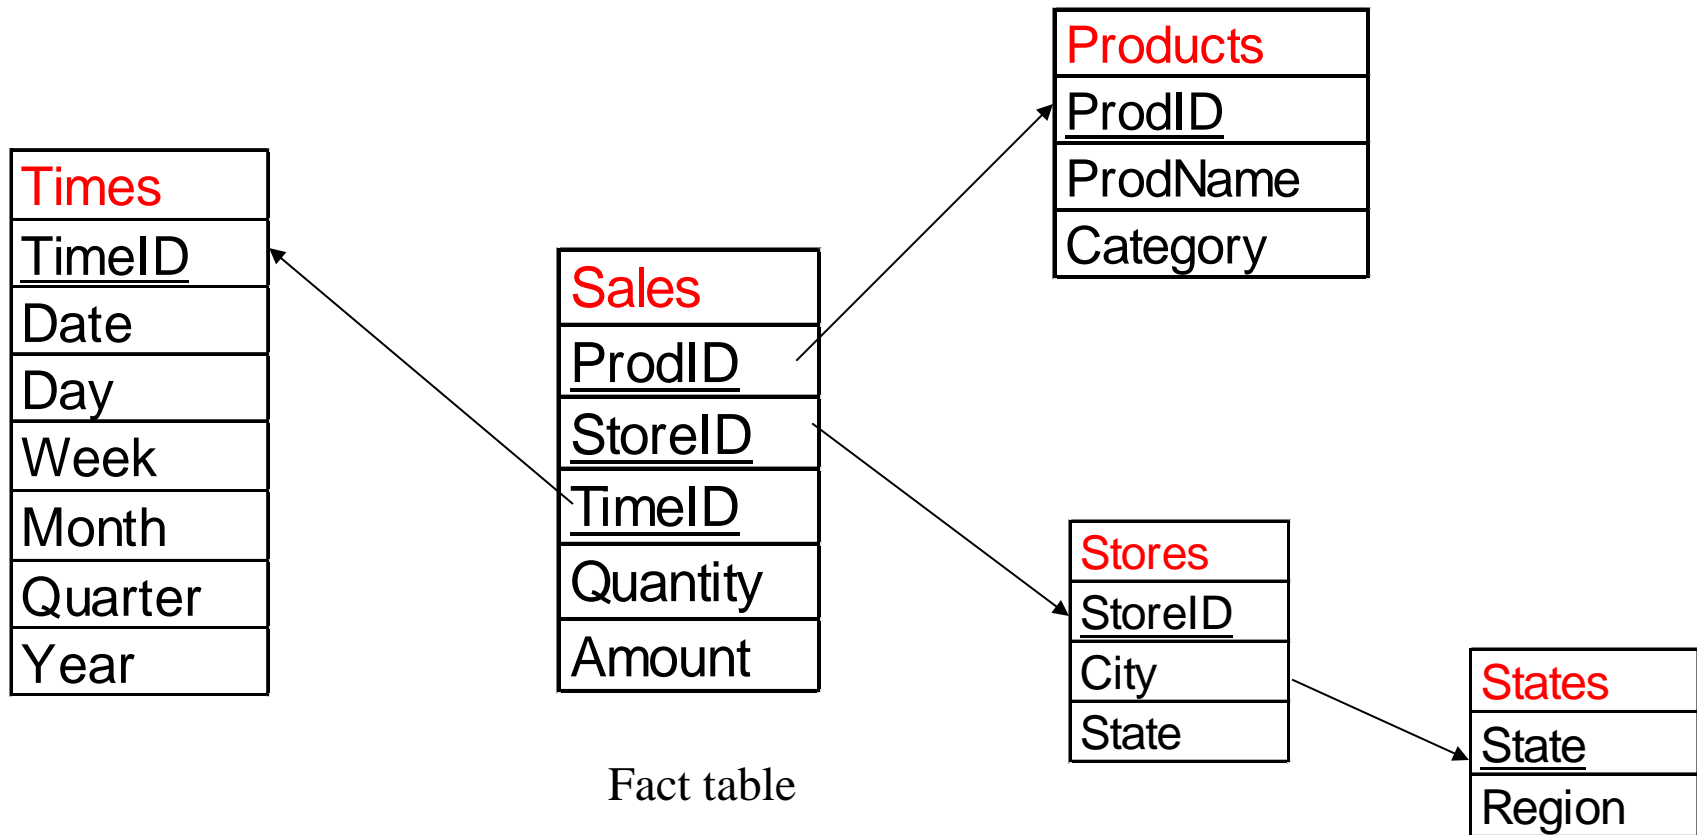 Times
TimeID
Date
Day
Week
Month
Quarter
Year
Sales
ProdID
StoreID
TimeID
Quantity
Amount
Fact table
Products
ProdID
ProdName
Category
Stores
StoreID
City
State
States
State
Region